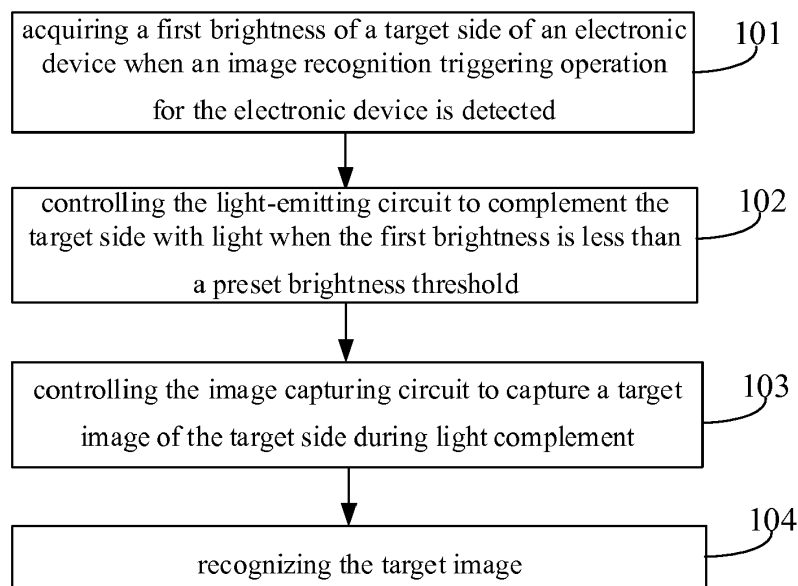 acquiring a first brightness of a target side of an electronic
device when an image recognition triggering operation
for the electronic device is detected
101
controlling the light-emitting circuit to complement the
target side with light when the first brightness is less than
a preset brightness threshold
102
controlling the image capturing circuit to capture a target
image of the target side during light complement
103
recognizing the target image
104